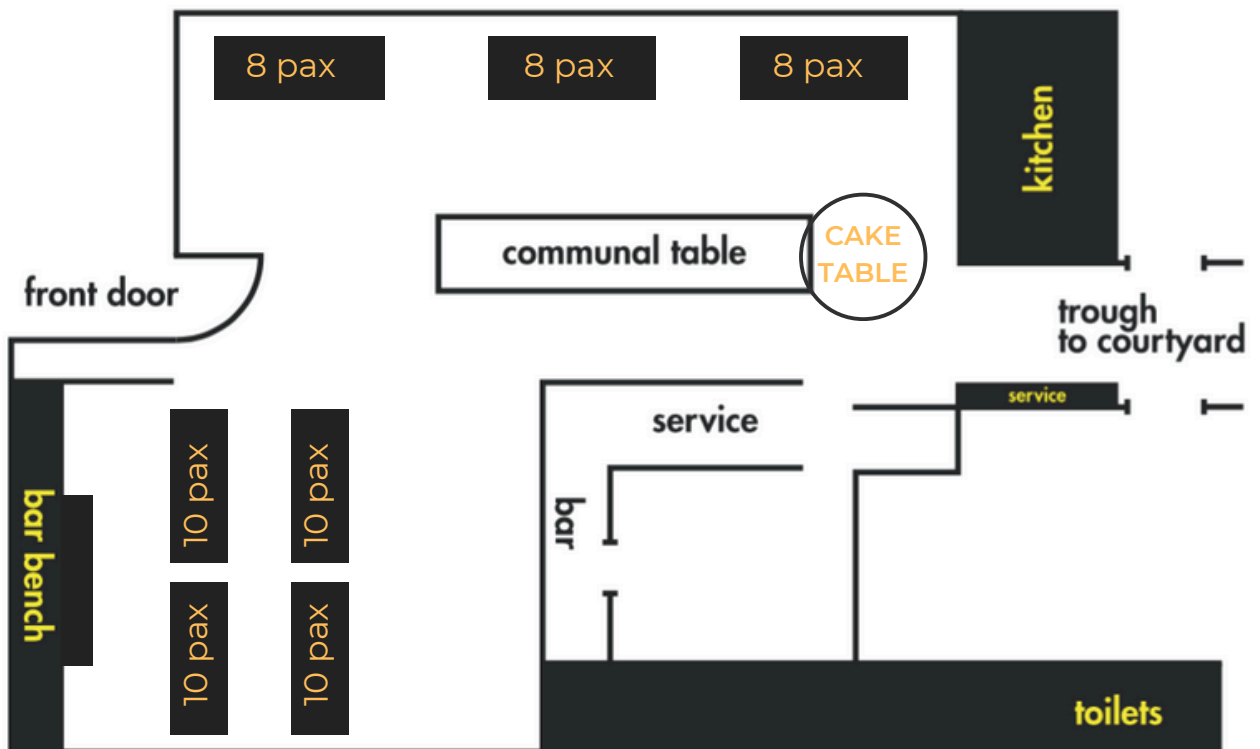 8 pax
8 pax
8 pax
kitchen
communal table
CAKE
TABLE
front door
trough
to courtyard
service
service
10 pax
10 pax
bar bench
bar
10 pax
10 pax
toilets